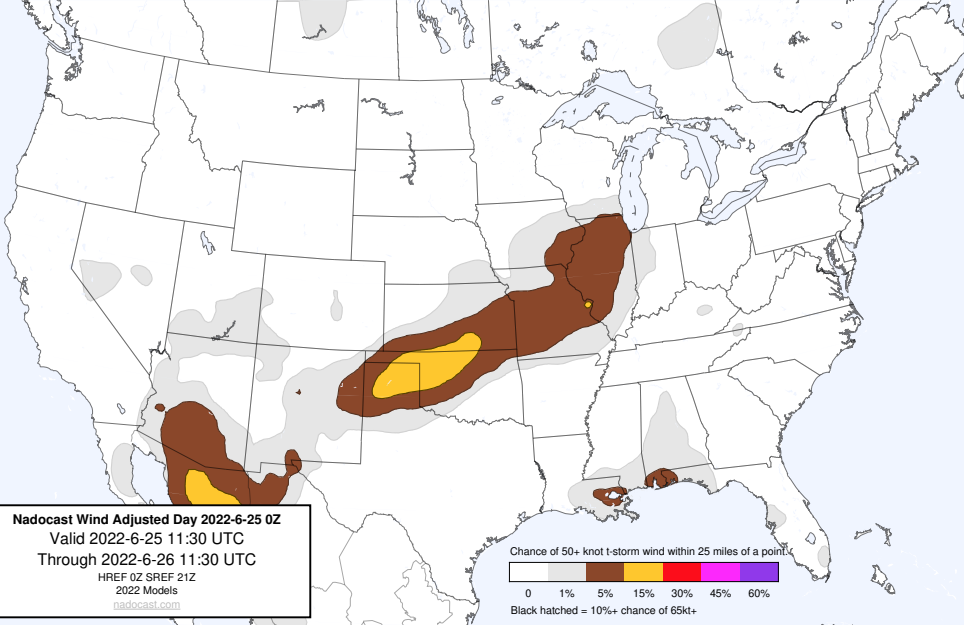 Nadocast Wind Adjusted Day 2022-6-25 0Z
Valid 2022-6-25 11:30 UTC
Through 2022-6-26 11:30 UTC
HREF 0Z SREF 21Z
2022 Models
nadocast.com
Chance of 50+ knot t-storm wind within 25 miles of a point.
0 1% 5% 15% 30% 45% 60%
Black hatched = 10%+ chance of 65kt+